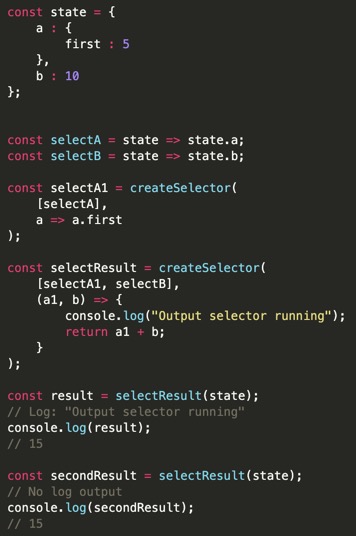 const state = {
    a : {
        first : 5
    },
    b : 10
};
const selectA = state => state.a;
const selectB = state => state.b;
const selectA1 = createSelector(
    [selectA],
    a => a.first
);
const selectResult = createSelector(
    [selectA1, selectB],
    (a1, b) => {
        console.log("Output selector running");
        return a1 + b;
    }
);
const result = selectResult(state);
// Log: "Output selector running"
console.log(result);
// 15
const secondResult = selectResult(state);
// No log output
console.log(secondResult);
// 15